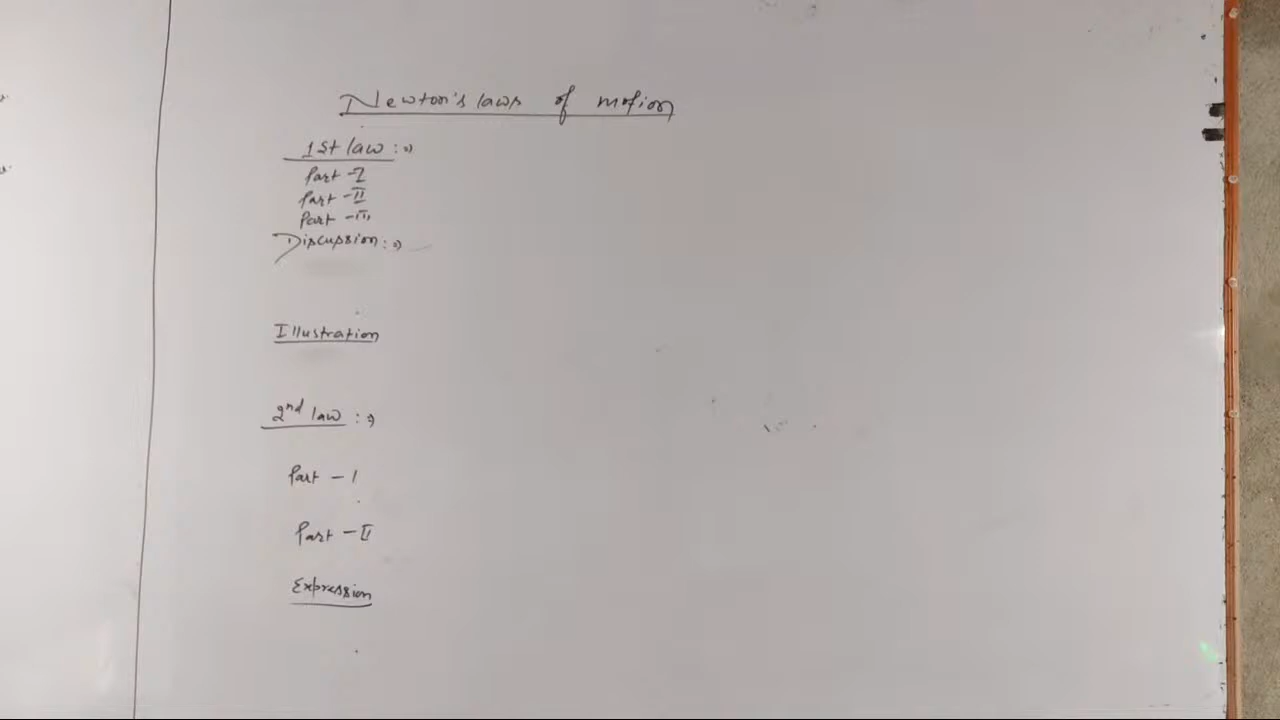 Newton's laws of motion
1st law :→
Part -I
Part -II
Part -III
Discussion :→
Illustration
2nd law :→
Part - I
Part - II
Expression